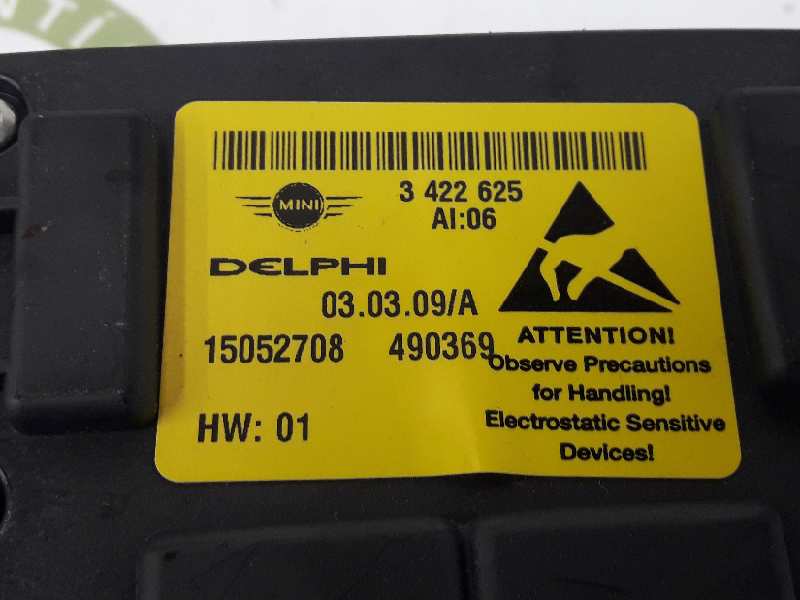 MINI
3 422 625
AI:06
DELPHI
03.03.09/A
15052708 490369
HW: 01
ATTENTION!
Observe Precautions
for Handling!
Electrostatic Sensitive
Devices!